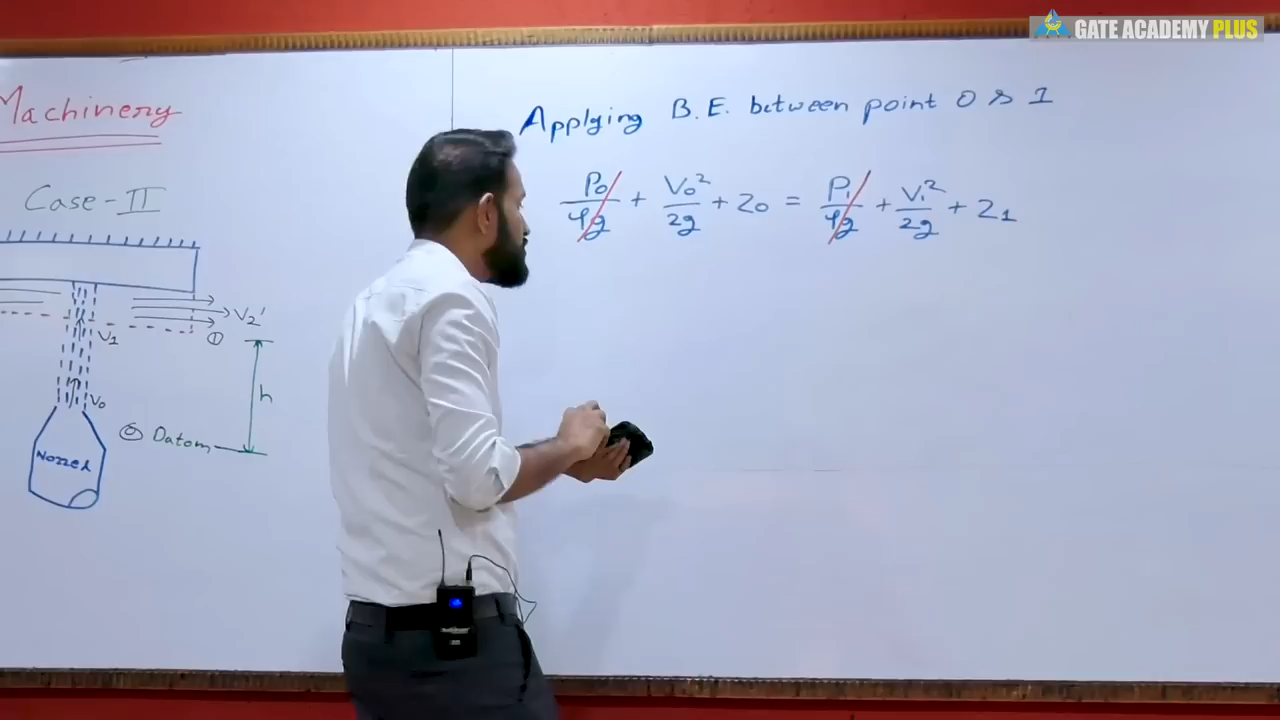 GATE ACADEMY PLUS
Machinery
Case-II
V₂'
①
V₁
h
V₀
⓪ Datom
Nozzel
Applying B.E. between point 0 & 1
P₀/ρg + V₀²/2g + Z₀ = P₁/ρg + V₁²/2g + Z₁